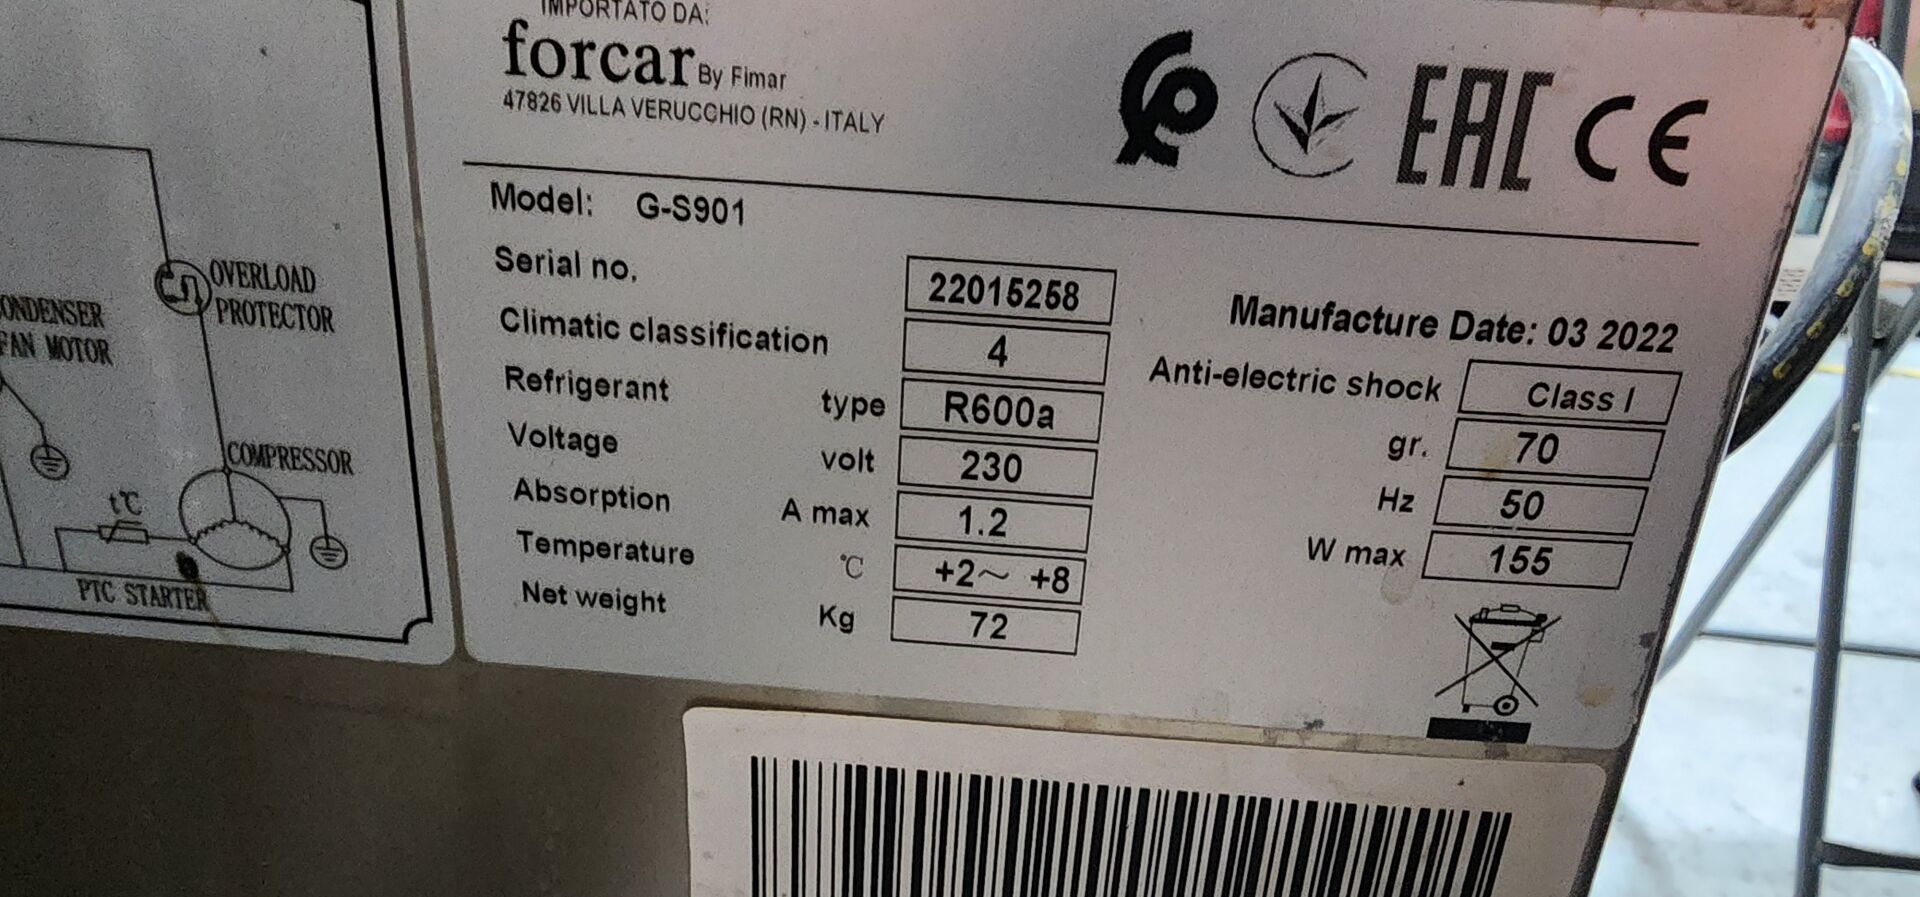 IMPORTATO DA:
forcar By Fimar
47826 VILLA VERUCCHIO (RN) - ITALY
EAC CE
Model: G-S901
Serial no. 22015258
Manufacture Date: 03 2022
Climatic classification 4
Anti-electric shock Class I
Refrigerant type R600a gr. 70
Voltage volt 230 Hz 50
Absorption A max 1.2 W max 155
Temperature °C +2~ +8
Net weight Kg 72
OVERLOAD
PROTECTOR
FAN MOTOR
COMPRESSOR
t℃
PTC STARTER